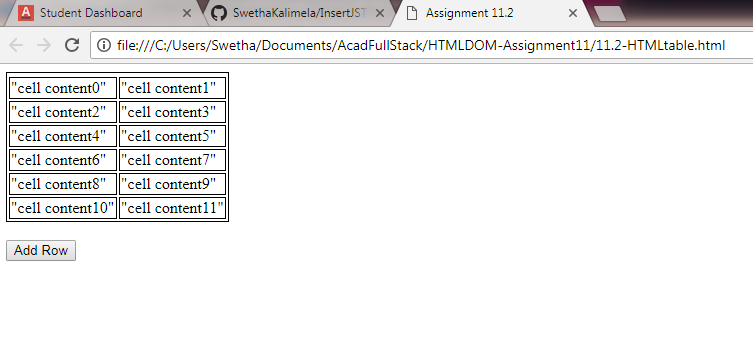 Student Dashboard
SwethaKalimela/InsertJST
Assignment 11.2
file:///C:/Users/Swetha/Documents/AcadFullStack/HTMLDOM-Assignment11/11.2-HTMLtable.html
"cell content0" "cell content1"
"cell content2" "cell content3"
"cell content4" "cell content5"
"cell content6" "cell content7"
"cell content8" "cell content9"
"cell content10" "cell content11"
Add Row